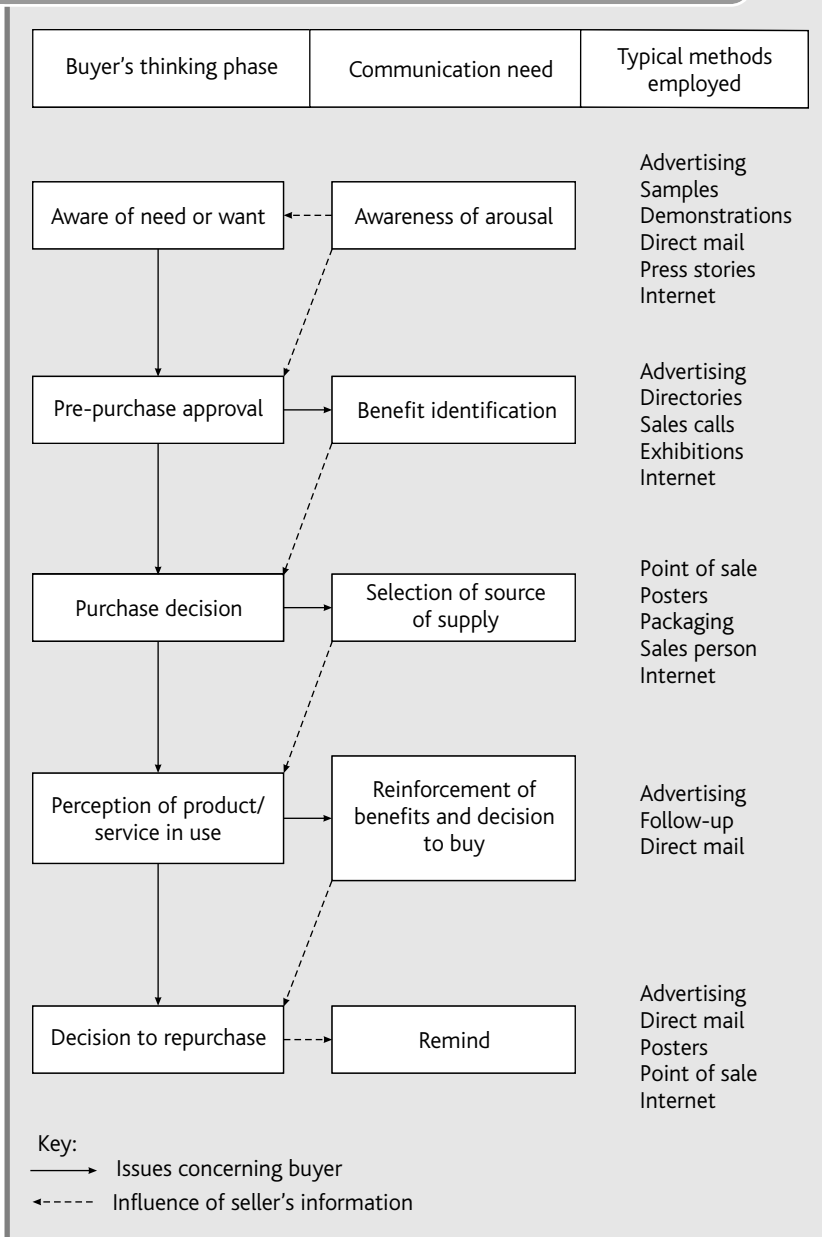 Buyer's thinking phase
Communication need
Typical methods
employed
Aware of need or want
Awareness of arousal
Advertising
Samples
Demonstrations
Direct mail
Press stories
Internet
Pre-purchase approval
Benefit identification
Advertising
Directories
Sales calls
Exhibitions
Internet
Purchase decision
Selection of source
of supply
Point of sale
Posters
Packaging
Sales person
Internet
Perception of product/
service in use
Reinforcement of
benefits and decision
to buy
Advertising
Follow-up
Direct mail
Decision to repurchase
Remind
Advertising
Direct mail
Posters
Point of sale
Internet
Key:
Issues concerning buyer
Influence of seller's information